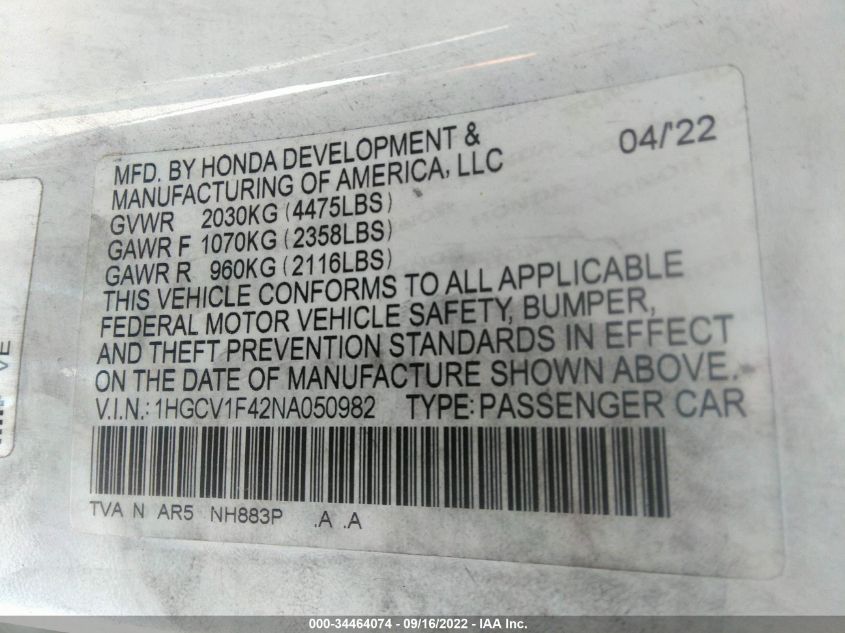 04/'22
MFD. BY HONDA DEVELOPMENT &
MANUFACTURING OF AMERICA, LLC
GVWR 2030KG (4475LBS)
GAWR F 1070KG (2358LBS)
GAWR R 960KG (2116LBS)
THIS VEHICLE CONFORMS TO ALL APPLICABLE
FEDERAL MOTOR VEHICLE SAFETY, BUMPER,
AND THEFT PREVENTION STANDARDS IN EFFECT
ON THE DATE OF MANUFACTURE SHOWN ABOVE.
V.I.N.: 1HGCV1F42NA050982 TYPE: PASSENGER CAR
TVA N AR5 NH883P .A .A
VE
000-34464074 - 09/16/2022 - IAA Inc.